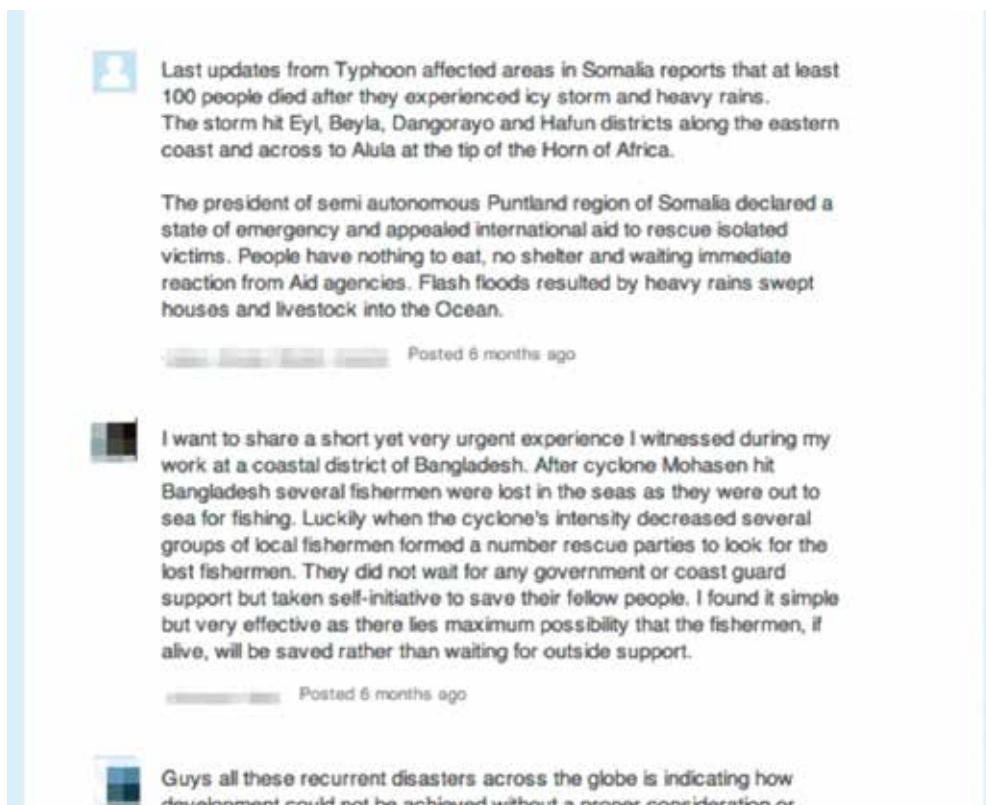 Last updates from Typhoon affected areas in Somalia reports that at least
100 people died after they experienced icy storm and heavy rains.
The storm hit Eyl, Beyla, Dangorayo and Hafun districts along the eastern
coast and across to Alula at the tip of the Horn of Africa.
The president of semi autonomous Puntland region of Somalia declared a
state of emergency and appealed international aid to rescue isolated
victims. People have nothing to eat, no shelter and waiting immediate
reaction from Aid agencies. Flash floods resulted by heavy rains swept
houses and livestock into the Ocean.
Posted 6 months ago
I want to share a short yet very urgent experience I witnessed during my
work at a coastal district of Bangladesh. After cyclone Mohasen hit
Bangladesh several fishermen were lost in the seas as they were out to
sea for fishing. Luckily when the cyclone's intensity decreased several
groups of local fishermen formed a number rescue parties to look for the
lost fishermen. They did not wait for any government or coast guard
support but taken self-initiative to save their fellow people. I found it simple
but very effective as there lies maximum possibility that the fishermen, if
alive, will be saved rather than waiting for outside support.
Posted 6 months ago
Guys all these recurrent disasters across the globe is indicating how
development could not be achieved without a proper consideration or